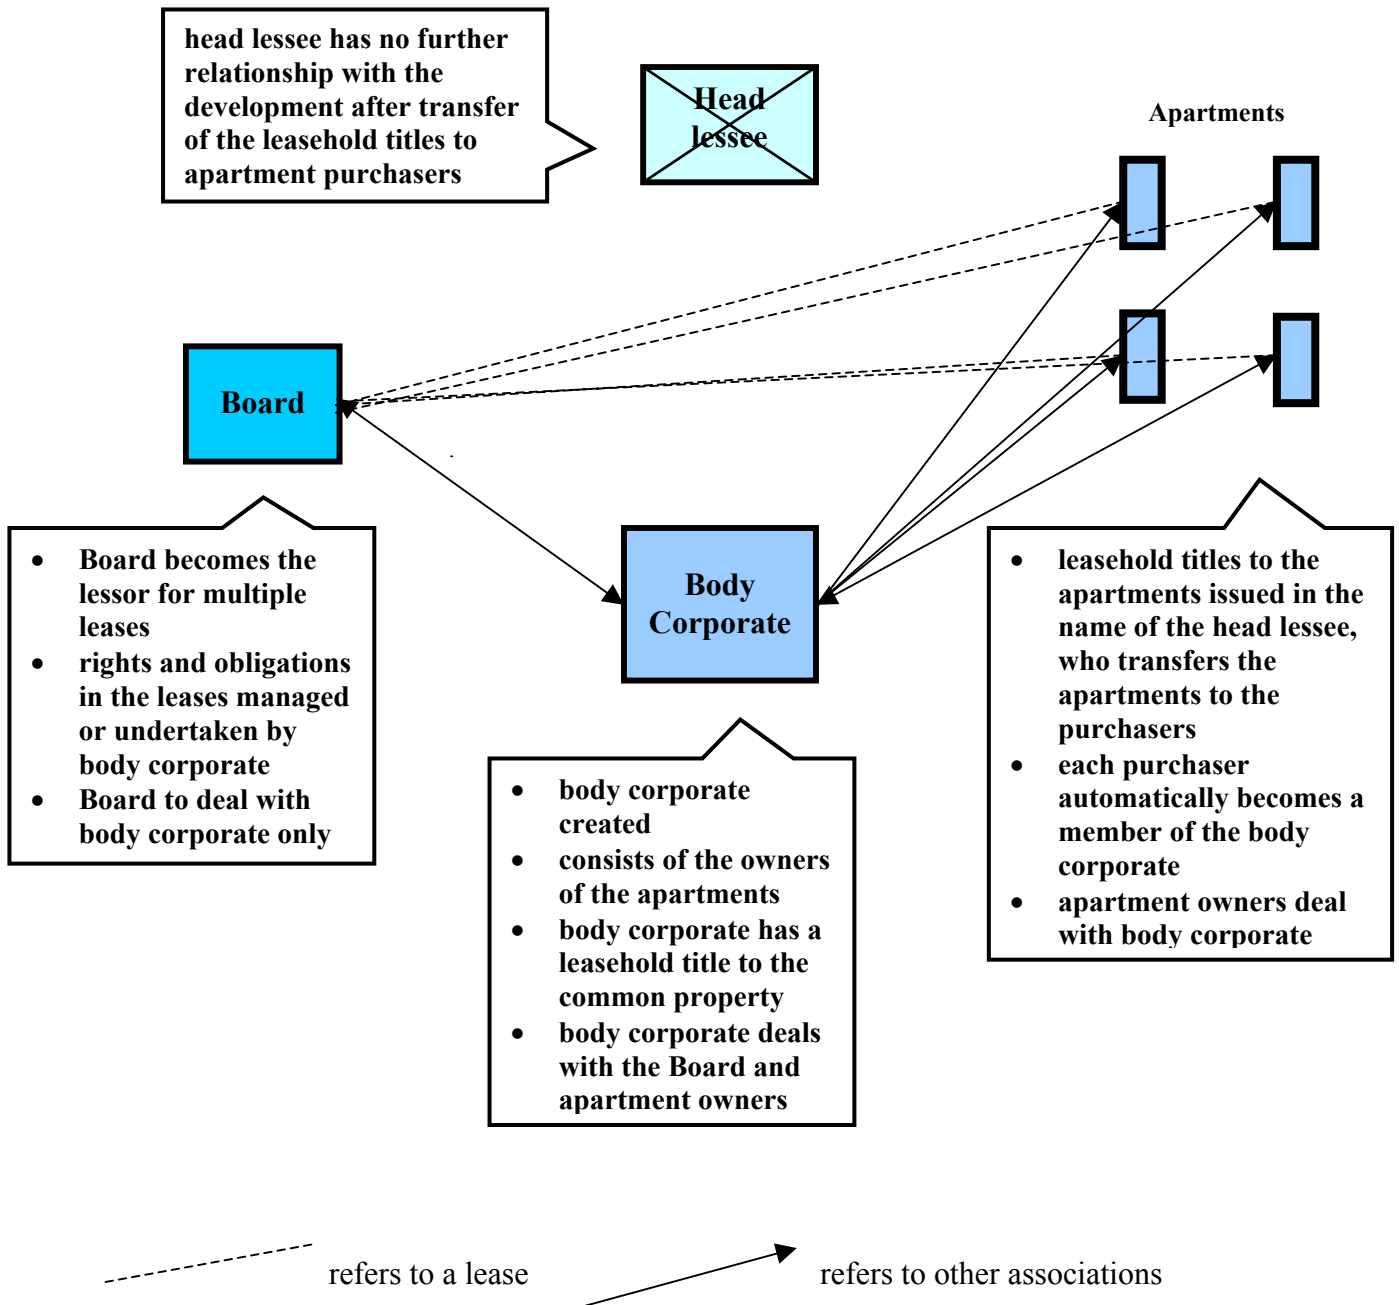 head lessee has no further
relationship with the
development after transfer
of the leasehold titles to
apartment purchasers
Head
lessee
Apartments
Board
Body
Corporate
• Board becomes the
lessor for multiple
leases
• rights and obligations
in the leases managed
or undertaken by
body corporate
• Board to deal with
body corporate only
• body corporate
created
• consists of the owners
of the apartments
• body corporate has a
leasehold title to the
common property
• body corporate deals
with the Board and
apartment owners
• leasehold titles to the
apartments issued in the
name of the head lessee,
who transfers the
apartments to the
purchasers
• each purchaser
automatically becomes a
member of the body
corporate
• apartment owners deal
with body corporate
refers to a lease
refers to other associations